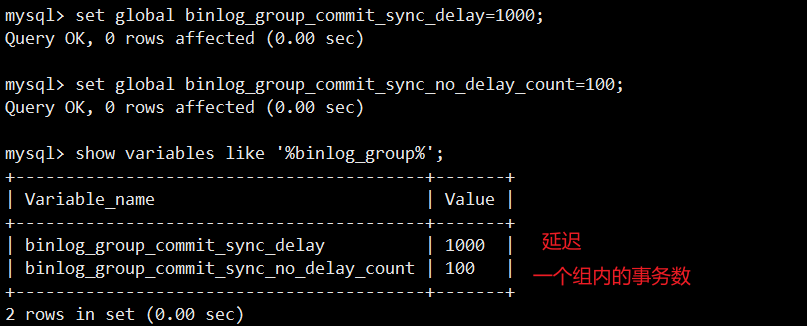 mysql> set global binlog_group_commit_sync_delay=1000;
Query OK, 0 rows affected (0.00 sec)
mysql> set global binlog_group_commit_sync_no_delay_count=100;
Query OK, 0 rows affected (0.00 sec)
mysql> show variables like '%binlog_group%';
+-----------------------------------------+-------+
| Variable_name                           | Value |
+-----------------------------------------+-------+
| binlog_group_commit_sync_delay          | 1000  | 延迟
| binlog_group_commit_sync_no_delay_count | 100   | 一个组内的事务数
+-----------------------------------------+-------+
2 rows in set (0.00 sec)